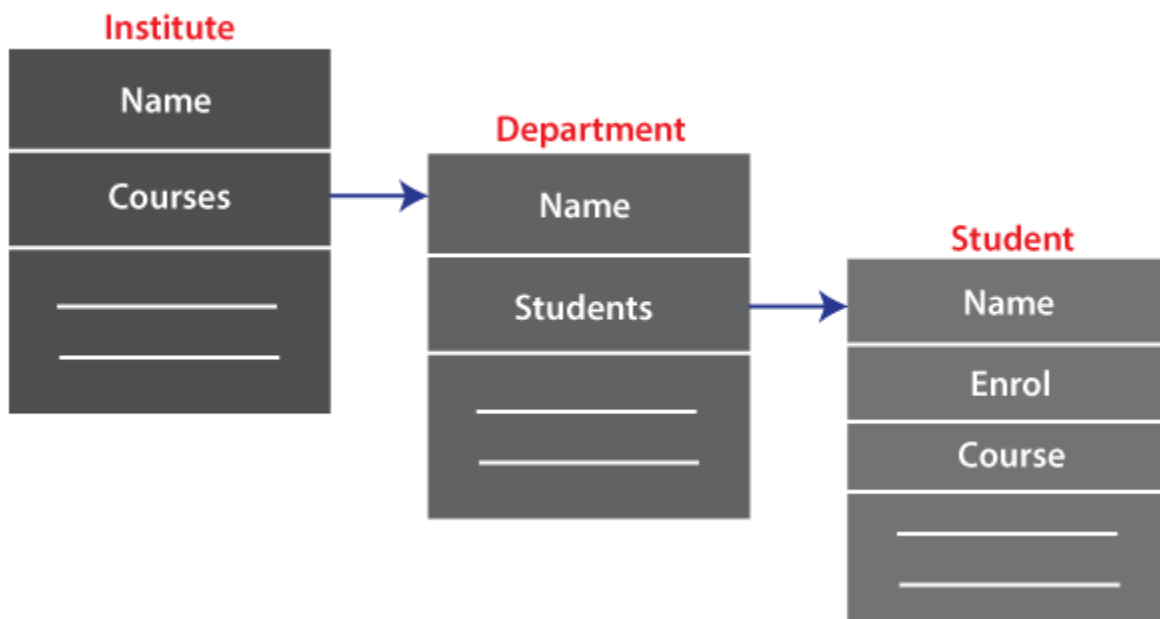 Institute
Name
Courses
Department
Name
Students
Student
Name
Enrol
Course